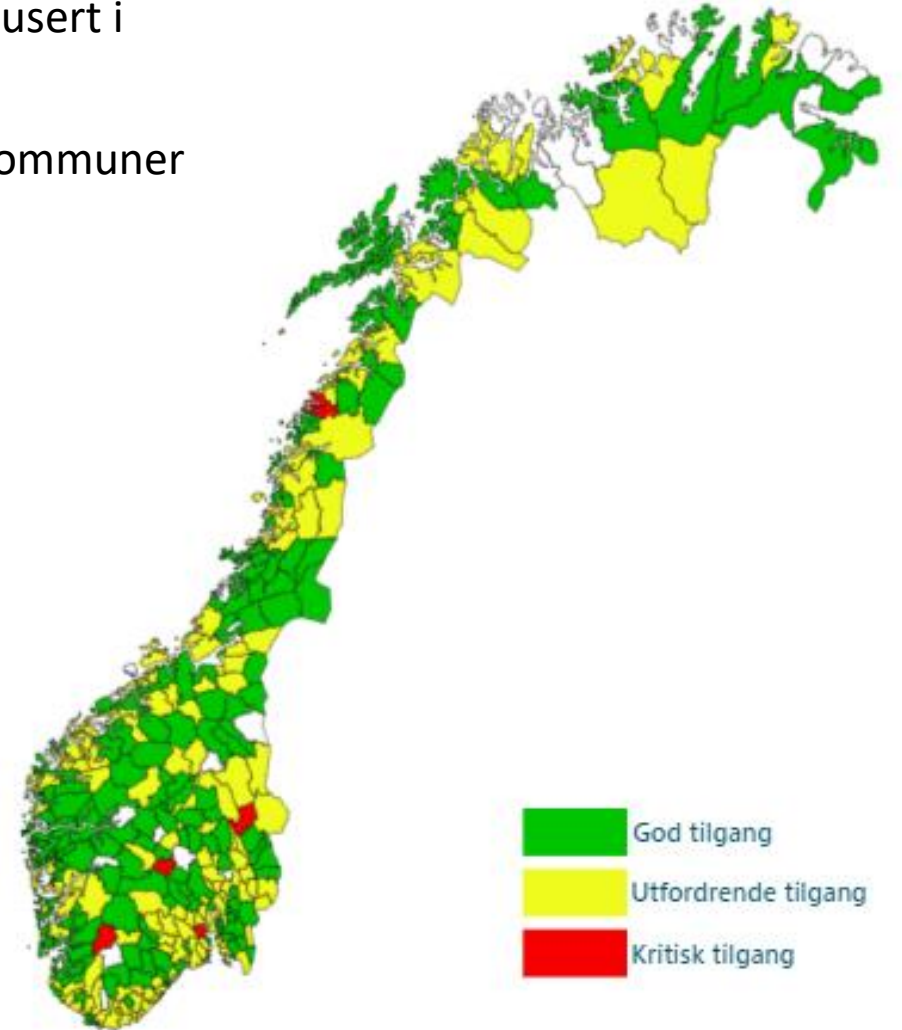 usert i
ommuner
God tilgang
Utfordrende tilgang
Kritisk tilgang